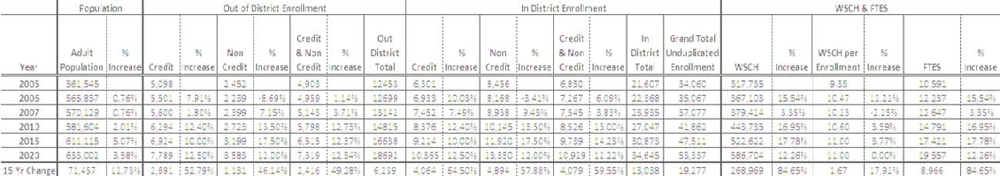 Population Out of District Enrollment In District Enrollment WSCH & FTES
Credit Credit Out In Grand Total
Adult % % Non % & Non % District % Non % & Non % District Unduplicated % WSCH per % %
Year Population Increase Credit Increase Credit Increase Credit Increase Total Credit Increase Credit Increase Credit Increase Total Enrollment WSCH Increase Enrollment Increase FTES Increase
2005 561,545 5,098 2,452 4,903 12453 6,301 8,456 6,850 21,607 34,060 317,735 9.33 10,591
2006 565,837 0.76% 5,501 7.91% 2,239 -8.69% 4,959 1.14% 12699 6,933 10.03% 8,168 -3.41% 7,267 6.09% 22,368 35,067 367,103 15.54% 10.47 12.22% 12,237 15.54%
2007 570,129 0.76% 5,600 1.80% 2,399 7.15% 5,143 3.71% 13142 7,452 7.49% 8,938 9.43% 7,545 3.83% 23,935 37,077 379,414 3.35% 10.23 -2.25% 12,647 3.35%
2010 581,604 2.01% 6,294 12.40% 2,723 13.50% 5,798 12.73% 14815 8,376 12.40% 10,145 13.50% 8,526 13.00% 27,047 41,862 443,735 16.95% 10.60 3.59% 14,791 16.95%
2015 611,115 5.07% 6,924 10.00% 3,199 17.50% 6,515 12.37% 16638 9,214 10.00% 11,920 17.50% 9,739 14.23% 30,873 47,511 522,622 17.78% 11.00 3.77% 17,421 17.78%
2020 633,002 3.58% 7,789 12.50% 3,583 12.00% 7,319 12.34% 18691 10,365 12.50% 13,350 12.00% 10,929 12.22% 34,645 53,337 586,704 12.26% 11.00 0.00% 19,557 12.26%
15 Yr Change 71,457 12.73% 2,691 52.79% 1,131 46.14% 2,416 49.28% 6,239 4,064 64.50% 4,894 57.88% 4,079 59.55% 13,038 19,277 268,969 84.65% 1.67 17.91% 8,966 84.65%